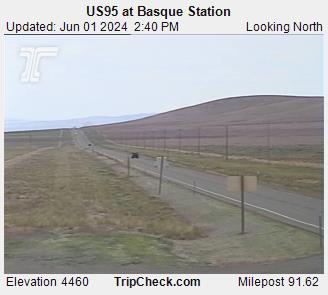 US95 at Basque Station
Updated: Jun 01 2024 2:40 PM Looking North
Elevation 4460 TripCheck.com Milepost 91.62